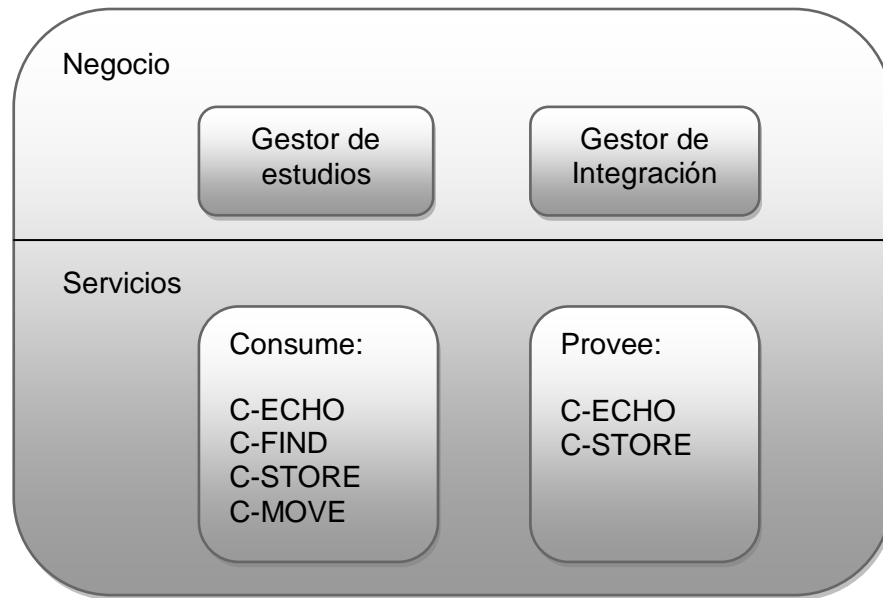 Negocio
Gestor de
estudios
Gestor de
Integración
Servicios
Consume:
C-ECHO
C-FIND
C-STORE
C-MOVE
Provee:
C-ECHO
C-STORE